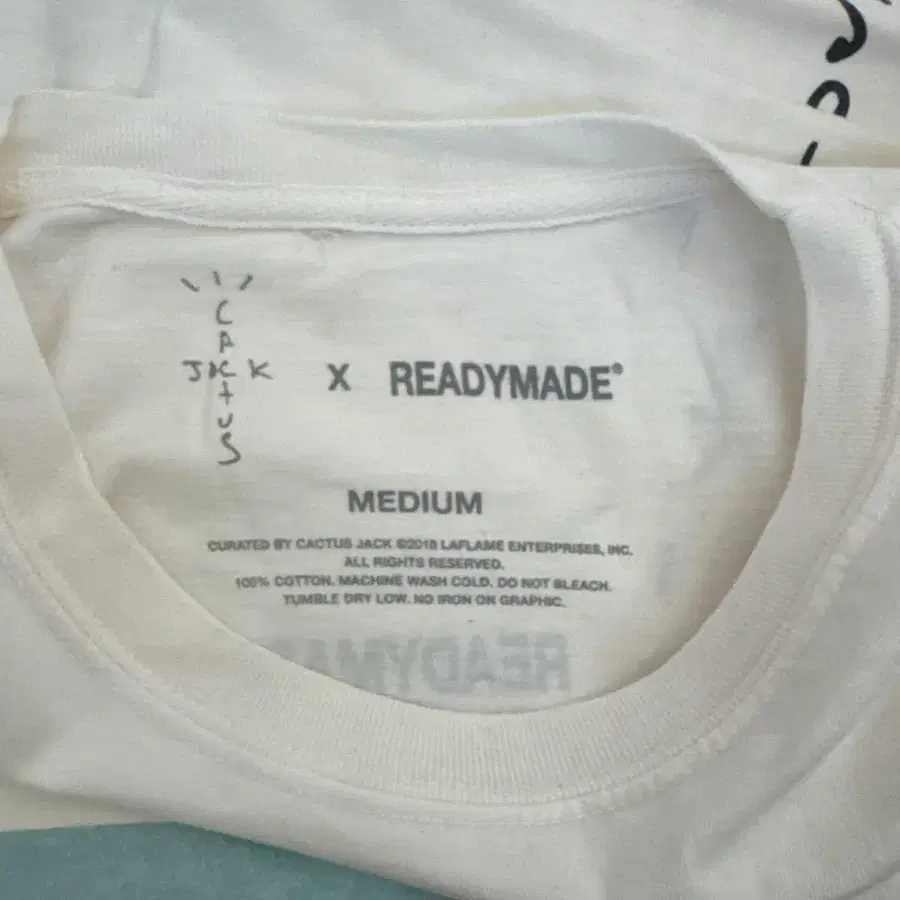 CACTUS
JACK X READYMADE®
MEDIUM
CURATED BY CACTUS JACK ©2018 LAFLAME ENTERPRISES, INC.
ALL RIGHTS RESERVED.
100% COTTON. MACHINE WASH COLD. DO NOT BLEACH.
TUMBLE DRY LOW. NO IRON ON GRAPHIC.
READYMA